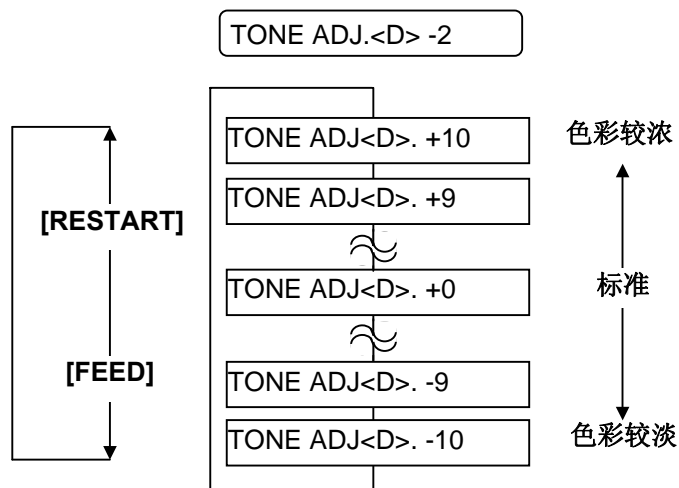 TONE ADJ.<D> -2
TONE ADJ<D>. +10
色彩较浓
TONE ADJ<D>. +9
[RESTART]
TONE ADJ<D>. +0
标准
[FEED]
TONE ADJ<D>. -9
TONE ADJ<D>. -10
色彩较淡